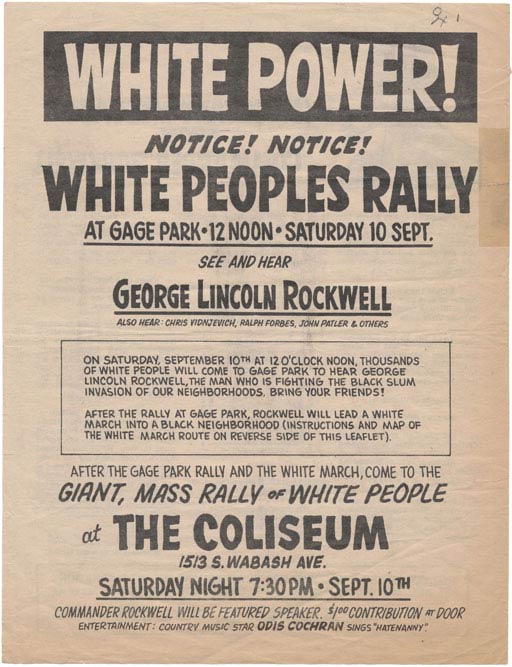 WHITE POWER!
NOTICE! NOTICE!
WHITE PEOPLES RALLY
AT GAGE PARK • 12 NOON • SATURDAY 10 SEPT.
SEE AND HEAR
GEORGE LINCOLN ROCKWELL
ALSO HEAR: CHRIS VIDNJEVICH, RALPH FORBES, JOHN PATLER & OTHERS
ON SATURDAY, SEPTEMBER 10TH AT 12 O'CLOCK NOON, THOUSANDS
OF WHITE PEOPLE WILL COME TO GAGE PARK TO HEAR GEORGE
LINCOLN ROCKWELL, THE MAN WHO IS FIGHTING THE BLACK SLUM
INVASION OF OUR NEIGHBORHOODS. BRING YOUR FRIENDS!
AFTER THE RALLY AT GAGE PARK, ROCKWELL WILL LEAD A WHITE
MARCH INTO A BLACK NEIGHBORHOOD (INSTRUCTIONS AND MAP OF
THE WHITE MARCH ROUTE ON REVERSE SIDE OF THIS LEAFLET).
AFTER THE GAGE PARK RALLY AND THE WHITE MARCH, COME TO THE
GIANT, MASS RALLY OF WHITE PEOPLE
at THE COLISEUM
1513 S. WABASH AVE.
SATURDAY NIGHT 7:30 PM • SEPT. 10TH
COMMANDER ROCKWELL WILL BE FEATURED SPEAKER. $1.00 CONTRIBUTION AT DOOR
ENTERTAINMENT: COUNTRY MUSIC STAR ODIS COCHRAN SINGS "HATENANNY".